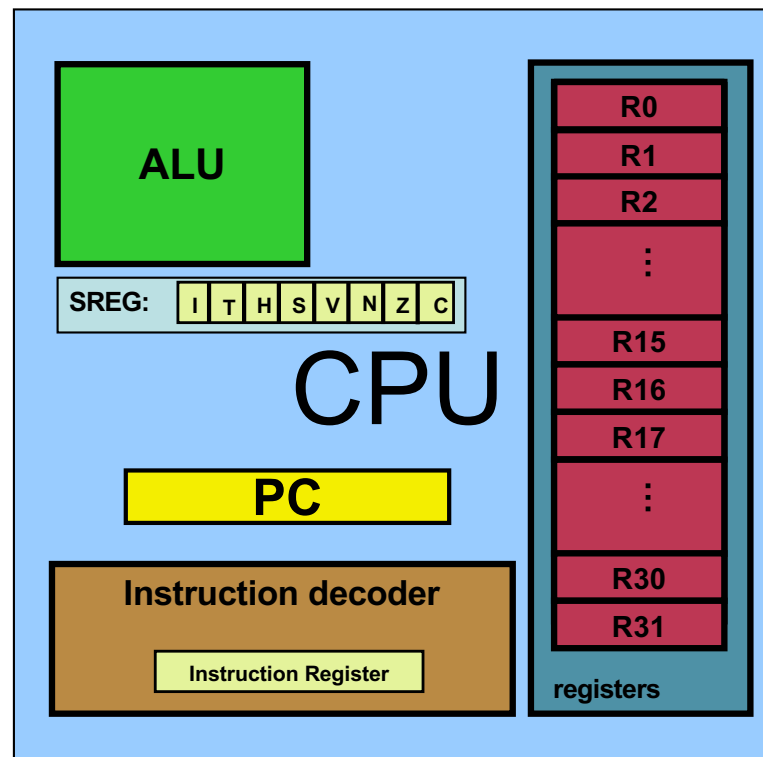 ALU
SREG: I T H S V N Z C
CPU
PC
Instruction decoder
Instruction Register
R0
R1
R2
⋮
R15
R16
R17
⋮
R30
R31
registers